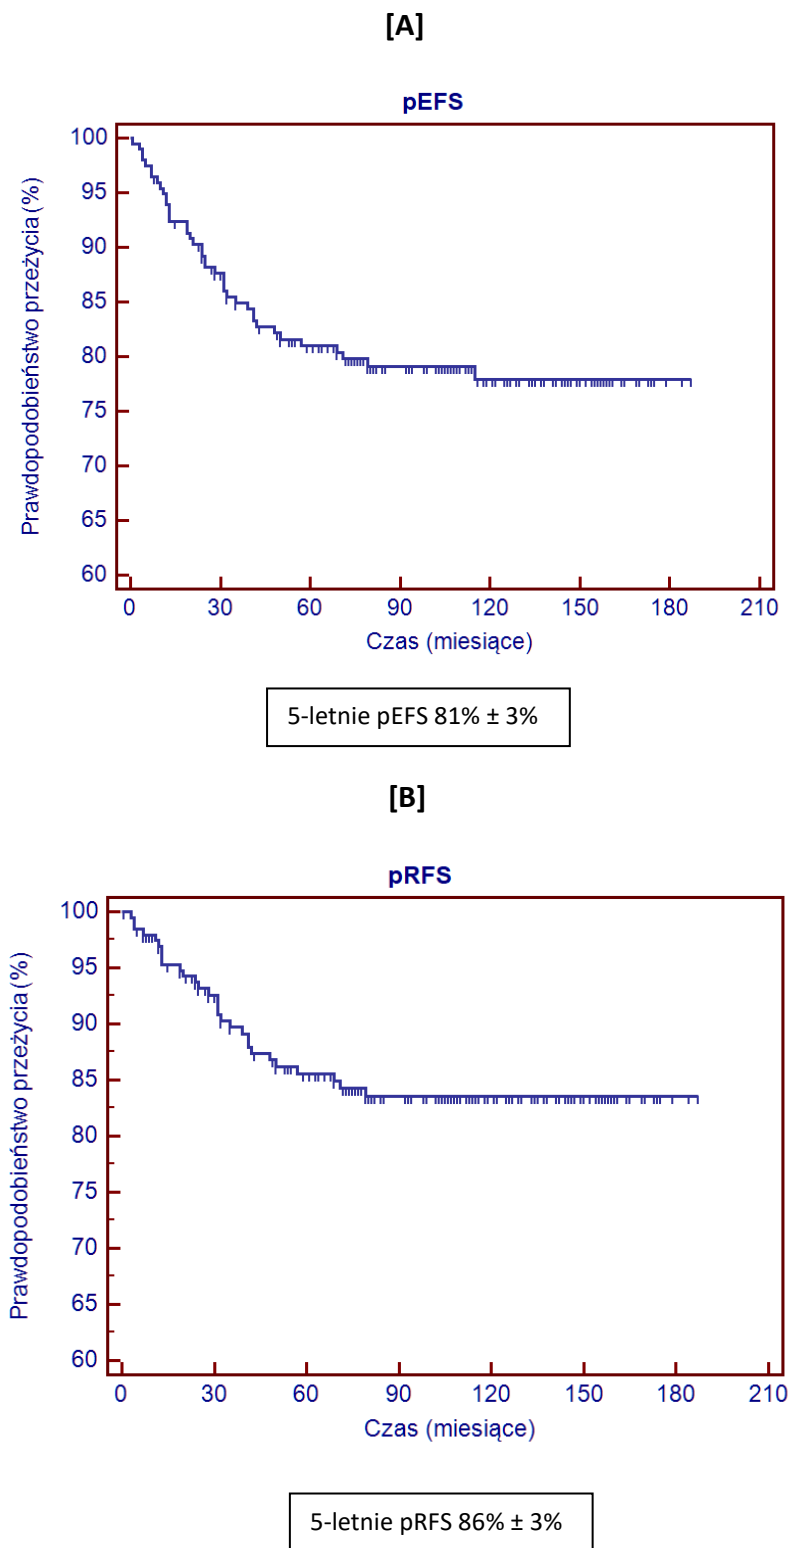 [A]
pEFS
Prawdopodobieństwo przeżycia (%)
100
95
90
85
80
75
70
65
60
0 30 60 90 120 150 180 210
Czas (miesiące)
5-letnie pEFS 81% ± 3%
[B]
pRFS
Prawdopodobieństwo przeżycia (%)
100
95
90
85
80
75
70
65
60
0 30 60 90 120 150 180 210
Czas (miesiące)
5-letnie pRFS 86% ± 3%